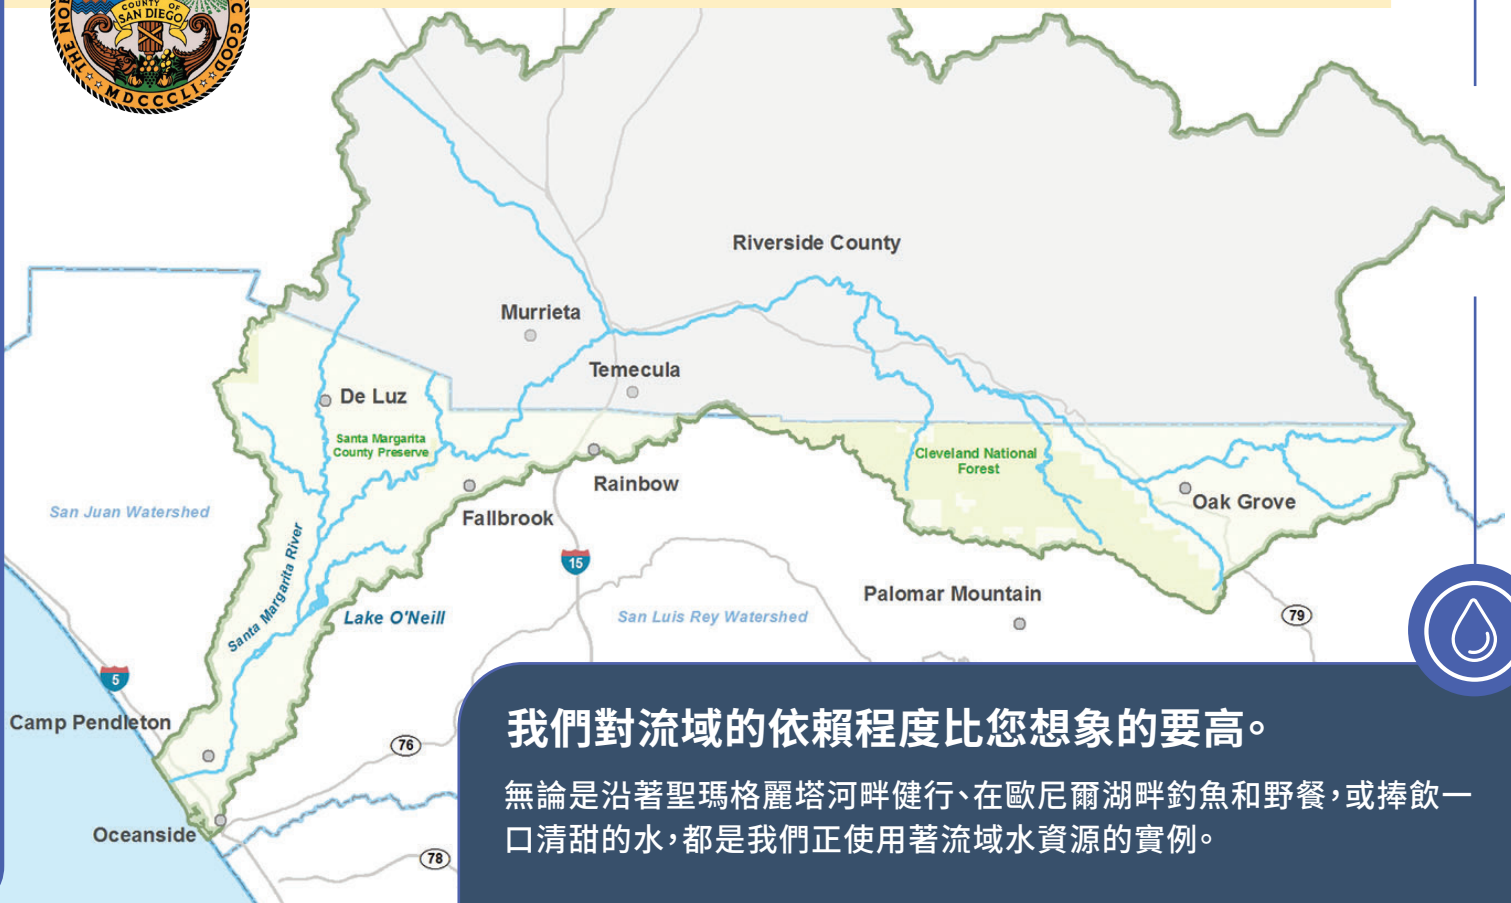 COUNTY OF
SAN DIEGO
THE NOB
C GOOD
MDCCCLI
Riverside County
Murrieta
Temecula
De Luz
Santa Margarita
County Preserve
Cleveland National
Forest
Rainbow
Oak Grove
San Juan Watershed
Fallbrook
Santa Margarita River
15
Palomar Mountain
Lake O'Neill
San Luis Rey Watershed
79
5
Camp Pendleton
76
Oceanside
78
我們對流域的依賴程度比您想象的要高。
無論是沿著聖瑪格麗塔河畔健行、在歐尼爾湖畔釣魚和野餐，或捧飲一
口清甜的水，都是我們正使用著流域水資源的實例。